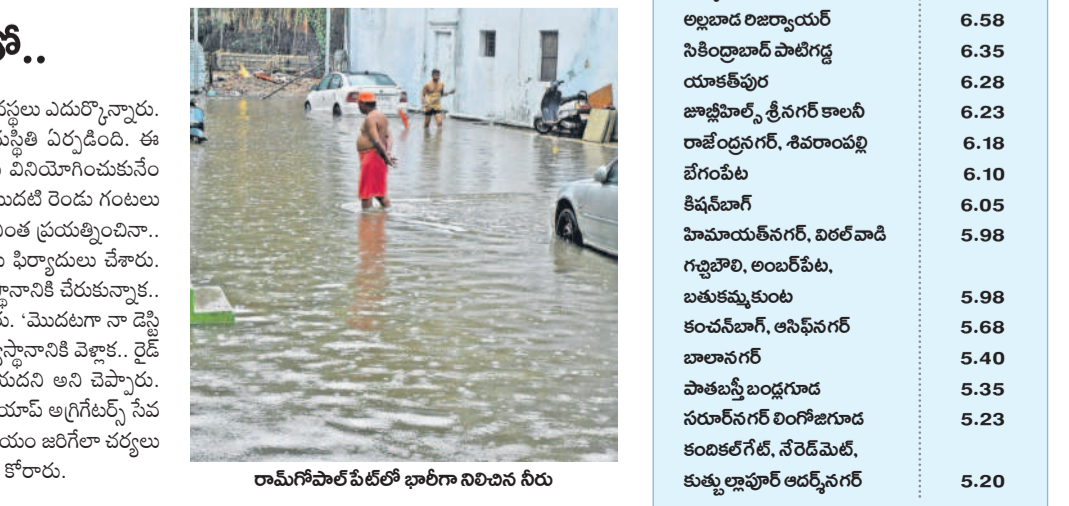 స్థలు ఎదుర్కొన్నారు.
స్థితి ఏర్పడింది. ఈ
వినియోగించుకునేం
మొదటి రెండు గంటలు
ప్రయత్నించినా..
ఫిర్యాదులు చేశారు.
స్థానానికి చేరుకున్నాక..
రు. ‘మొదటగా నా డెస్టి
స్థానానికి వెళ్లాక.. రైడ్
యదని అని చెప్పారు.
యాప్ అగ్రిగేటర్స్ సేవ
యం జరిగేలా చర్యలు
కోరారు.
రామ్‌గోపాల్ పేట్‌లో భారీగా నిలిచిన నీరు
అల్లబాడ రిజర్వాయర్ 6.58
సికింద్రాబాద్ పాటిగడ్డ 6.35
యాకత్‌పుర 6.28
జూబ్లీహిల్స్ శ్రీనగర్ కాలనీ 6.23
రాజేంద్రనగర్, శివరాంపల్లి 6.18
బేగంపేట 6.10
కిషన్‌బాగ్ 6.05
హిమాయత్‌నగర్, విఠల్‌వాడి 5.98
గచ్చిబౌలి, అంబర్‌పేట,
బతుకమ్మకుంట 5.98
కంచన్‌బాగ్, ఆసిఫ్‌నగర్ 5.68
బాలానగర్ 5.40
పాతబస్తీ బండ్లగూడ 5.35
సరూర్‌నగర్ లింగోజిగూడ 5.23
కందికల్‌గేట్, నేరెడ్‌మెట్,
కుత్బుల్లాపూర్ ఆదర్శ్‌నగర్ 5.20